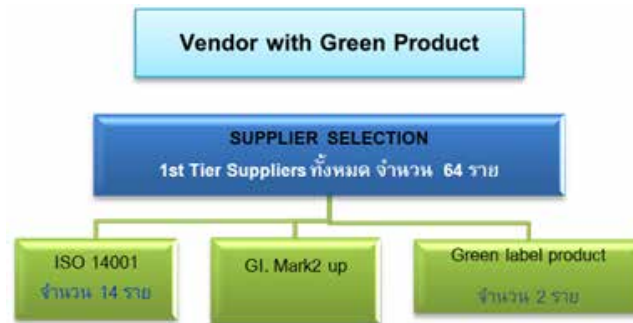 Vendor with Green Product
SUPPLIER SELECTION
1st Tier Suppliers ทั้งหมด จำนวน 64 ราย
ISO 14001
จำนวน 14 ราย
GI. Mark2 up
Green label product
จำนวน 2 ราย